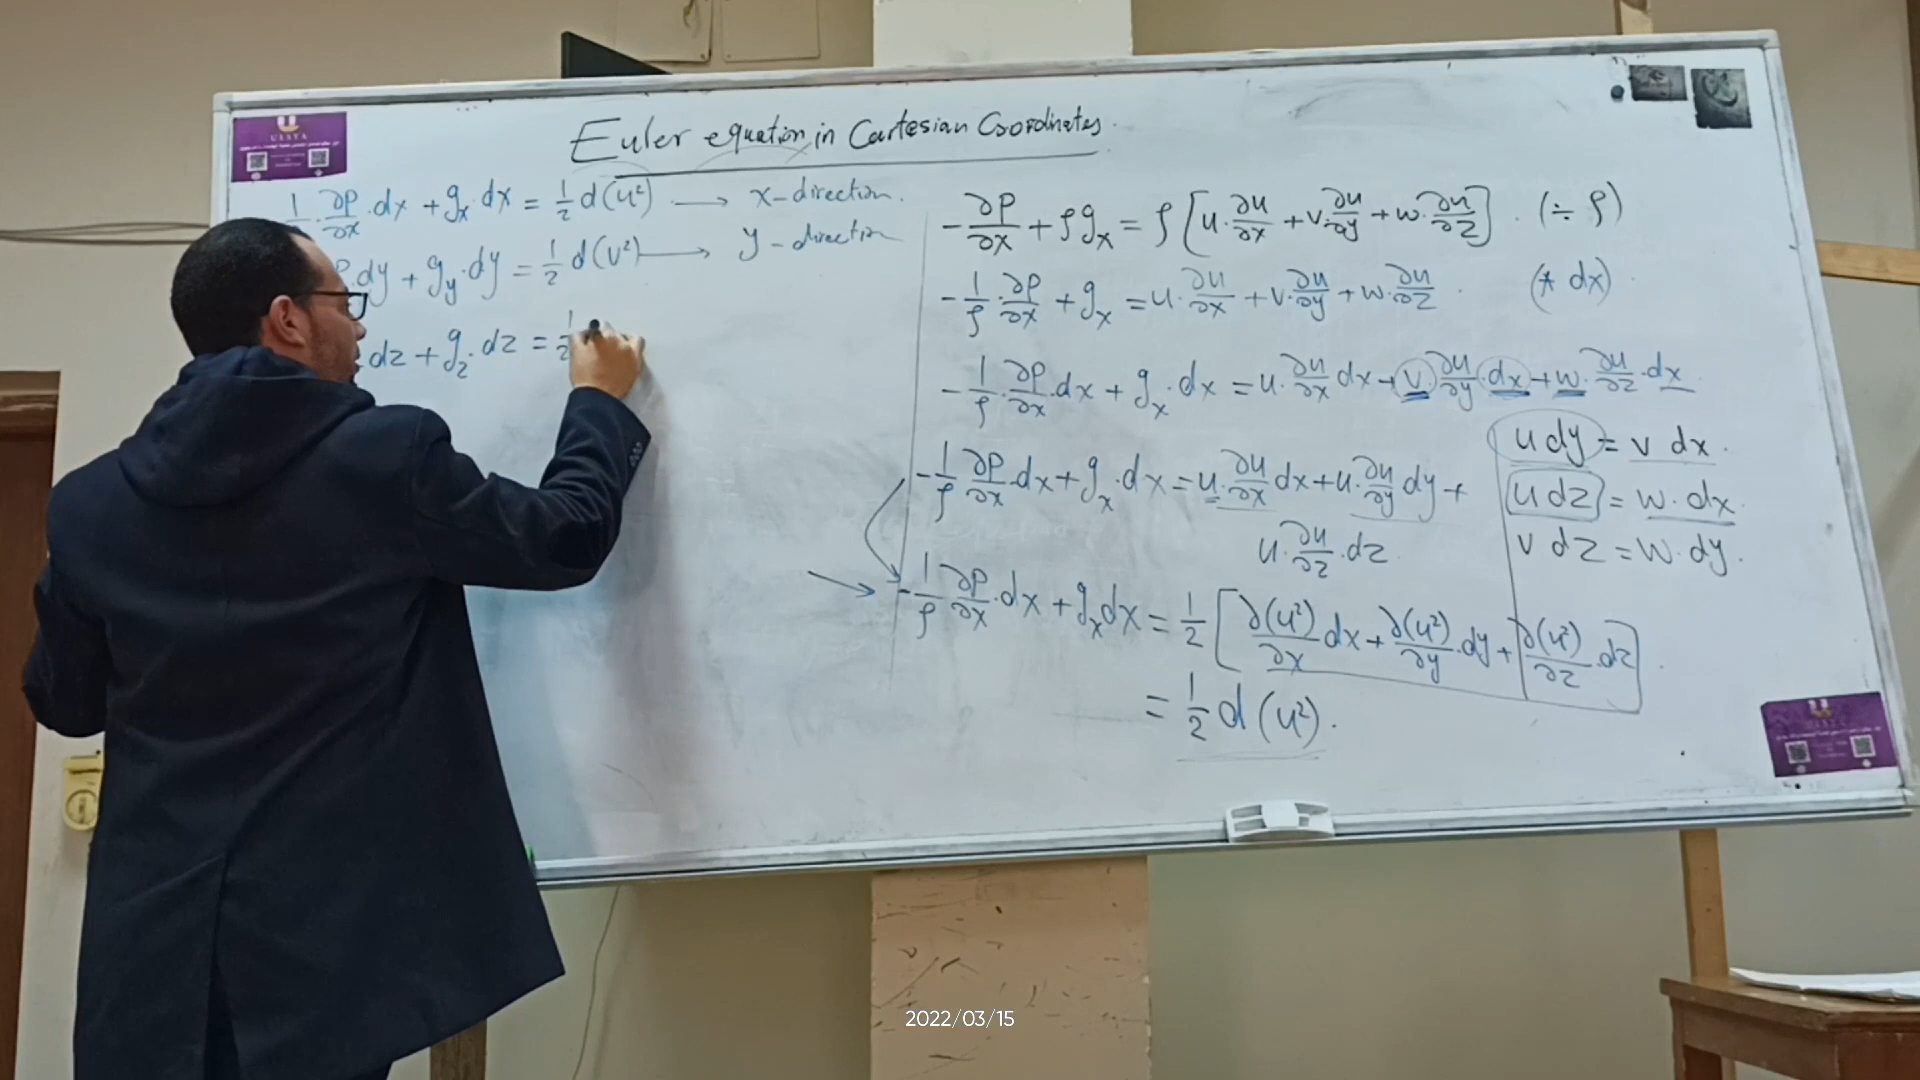 Euler equation in Cartesian Coordinates.
1 ∂P/∂x .dx + g_x .dx = 1/2 d(u²) → x-direction.
.dy + g_y .dy = 1/2 d(v²) → y-direction
dz + g_z . dz = 1/2
-∂P/∂x + ρg_x = ρ[u.∂u/∂x + v.∂u/∂y + w.∂u/∂z] . (÷ ρ)
-1/ρ . ∂P/∂x + g_x = u.∂u/∂x + v.∂u/∂y + w.∂u/∂z . (* dx) .
-1/ρ ∂P/∂x .dx + g_x . dx = u.∂u/∂x dx + v.∂u/∂y .dx + w.∂u/∂z .dx
u dy = v dx .
-1/ρ ∂P/∂x .dx + g_x . dx = u.∂u/∂x dx + u.∂u/∂y dy +
u.∂u/∂z .dz
u dz = w. dx .
v dz = w. dy .
-1/ρ ∂P/∂x .dx + g_x dx = 1/2 [∂(u²)/∂x dx + ∂(u²)/∂y .dy + ∂(u²)/∂z .dz]
= 1/2 d(u²).
ULSTA
2022/03/15